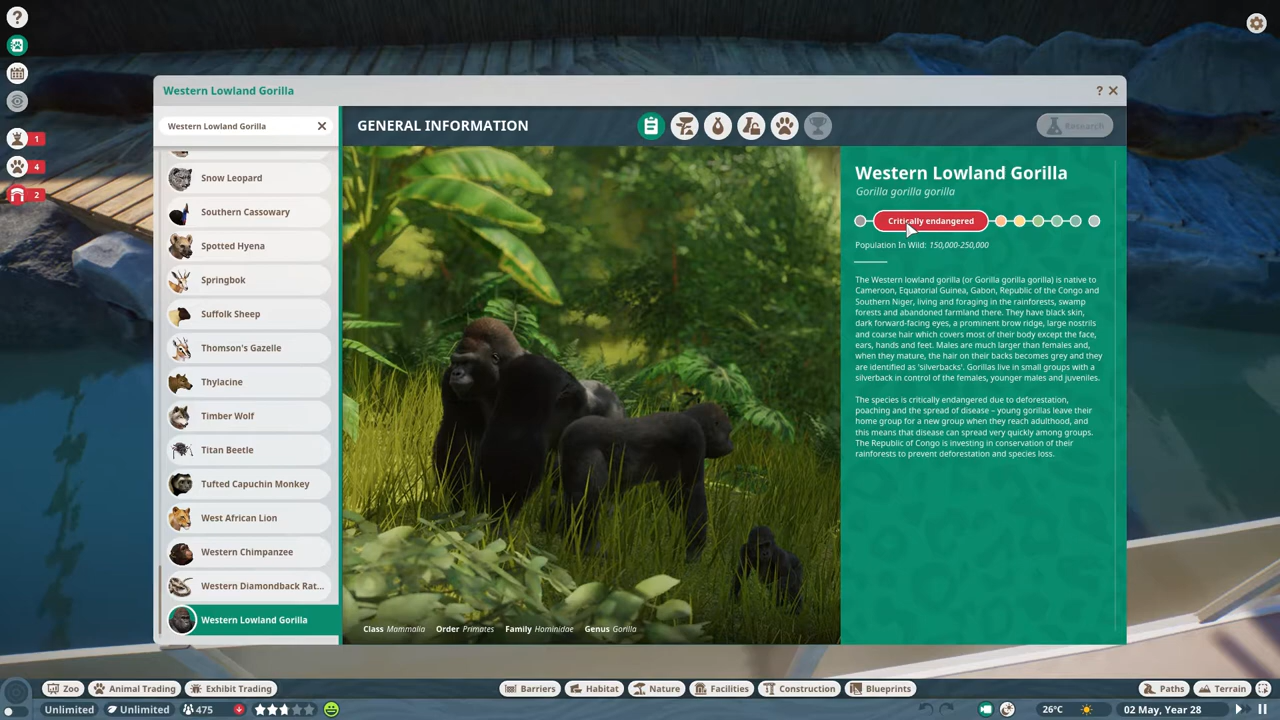 ?
Western Lowland Gorilla
?
Western Lowland Gorilla
GENERAL INFORMATION
Research
1
4
2
Snow Leopard
Southern Cassowary
Spotted Hyena
Springbok
Suffolk Sheep
Thomson's Gazelle
Thylacine
Timber Wolf
Titan Beetle
Tufted Capuchin Monkey
West African Lion
Western Chimpanzee
Western Diamondback Rat...
Western Lowland Gorilla
Class Mammalia Order Primates Family Hominidae Genus Gorilla
Western Lowland Gorilla
Gorilla gorilla gorilla
Critically endangered
Population In Wild: 150,000-250,000
The Western lowland gorilla (or Gorilla gorilla gorilla) is native to
Cameroon, Equatorial Guinea, Gabon, Republic of the Congo and
Southern Niger, living and foraging in the rainforests, swamp
forests and abandoned farmland there. They have black skin,
dark forward-facing eyes, a prominent brow ridge, large nostrils
and coarse hair which covers most of their body except the face,
ears, hands and feet. Males are much larger than females and,
when they mature, the hair on their backs becomes grey and they
are identified as 'silverbacks'. Gorillas live in small groups with a
silverback in control of the females, younger males and juveniles.
The species is critically endangered due to deforestation,
poaching and the spread of disease – young gorillas leave their
home group for a new group when they reach adulthood, and
this means that disease can spread very quickly among groups.
The Republic of Congo is investing in conservation of their
rainforests to prevent deforestation and species loss.
Zoo Animal Trading Exhibit Trading Barriers Habitat Nature Facilities Construction Blueprints Paths Terrain
Unlimited Unlimited 475 26°C 02 May, Year 28